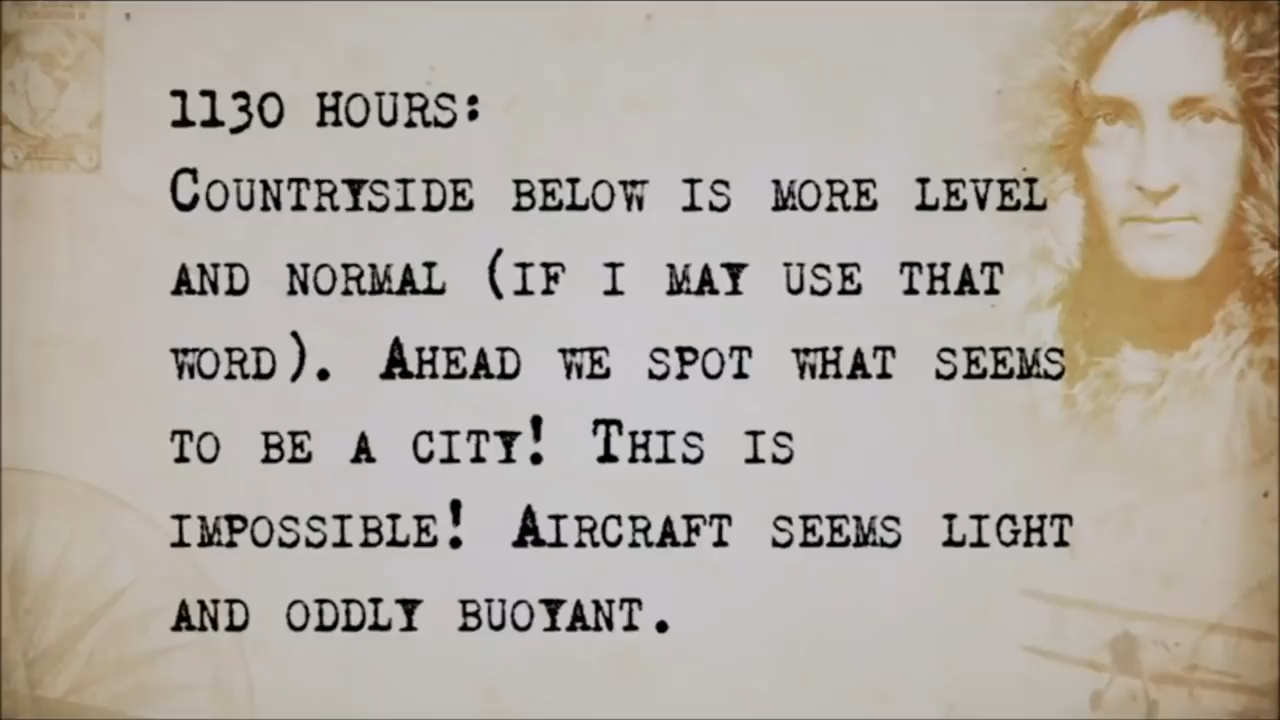 1130 HOURS:
COUNTRYSIDE BELOW IS MORE LEVEL
AND NORMAL (IF I MAY USE THAT
WORD). AHEAD WE SPOT WHAT SEEMS
TO BE A CITY! THIS IS
IMPOSSIBLE! AIRCRAFT SEEMS LIGHT
AND ODDLY BUOYANT.